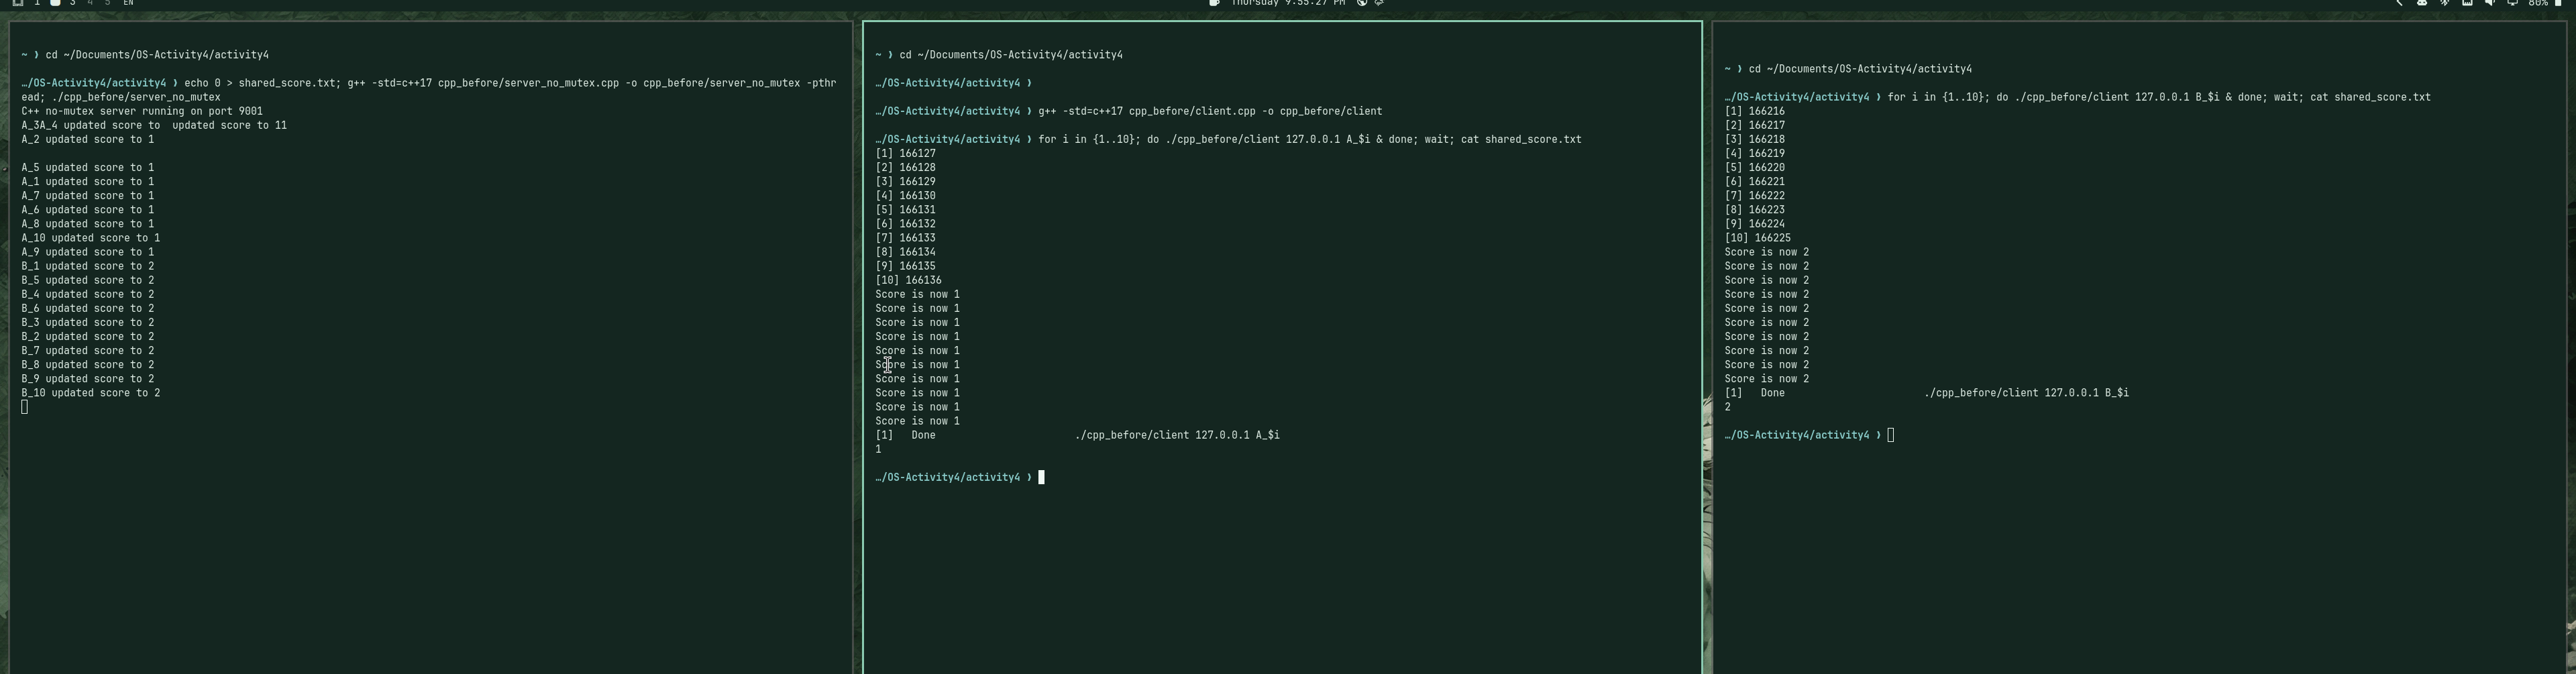 1 3 4 5 EN
Thursday 9:55:27 PM
80%
~ ❯ cd ~/Documents/OS-Activity4/activity4
…/OS-Activity4/activity4 ❯ echo 0 > shared_score.txt; g++ -std=c++17 cpp_before/server_no_mutex.cpp -o cpp_before/server_no_mutex -pthr
ead; ./cpp_before/server_no_mutex
C++ no-mutex server running on port 9001
A_3A_4 updated score to  updated score to 11
A_2 updated score to 1
A_5 updated score to 1
A_1 updated score to 1
A_7 updated score to 1
A_6 updated score to 1
A_8 updated score to 1
A_10 updated score to 1
A_9 updated score to 1
B_1 updated score to 2
B_5 updated score to 2
B_4 updated score to 2
B_6 updated score to 2
B_3 updated score to 2
B_2 updated score to 2
B_7 updated score to 2
B_8 updated score to 2
B_9 updated score to 2
B_10 updated score to 2
~ ❯ cd ~/Documents/OS-Activity4/activity4
…/OS-Activity4/activity4 ❯
…/OS-Activity4/activity4 ❯ g++ -std=c++17 cpp_before/client.cpp -o cpp_before/client
…/OS-Activity4/activity4 ❯ for i in {1..10}; do ./cpp_before/client 127.0.0.1 A_$i & done; wait; cat shared_score.txt
[1] 166127
[2] 166128
[3] 166129
[4] 166130
[5] 166131
[6] 166132
[7] 166133
[8] 166134
[9] 166135
[10] 166136
Score is now 1
Score is now 1
Score is now 1
Score is now 1
Score is now 1
Score is now 1
Score is now 1
Score is now 1
Score is now 1
Score is now 1
[1]   Done                       ./cpp_before/client 127.0.0.1 A_$i
1
…/OS-Activity4/activity4 ❯
~ ❯ cd ~/Documents/OS-Activity4/activity4
…/OS-Activity4/activity4 ❯ for i in {1..10}; do ./cpp_before/client 127.0.0.1 B_$i & done; wait; cat shared_score.txt
[1] 166216
[2] 166217
[3] 166218
[4] 166219
[5] 166220
[6] 166221
[7] 166222
[8] 166223
[9] 166224
[10] 166225
Score is now 2
Score is now 2
Score is now 2
Score is now 2
Score is now 2
Score is now 2
Score is now 2
Score is now 2
Score is now 2
Score is now 2
[1]   Done                       ./cpp_before/client 127.0.0.1 B_$i
2
…/OS-Activity4/activity4 ❯